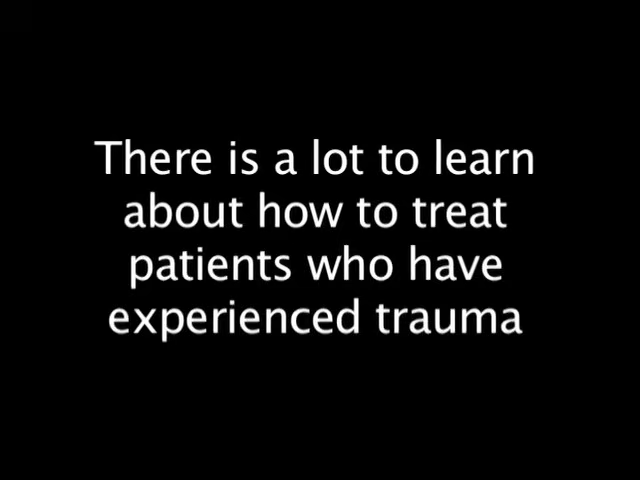 There is a lot to learn
about how to treat
patients who have
experienced trauma